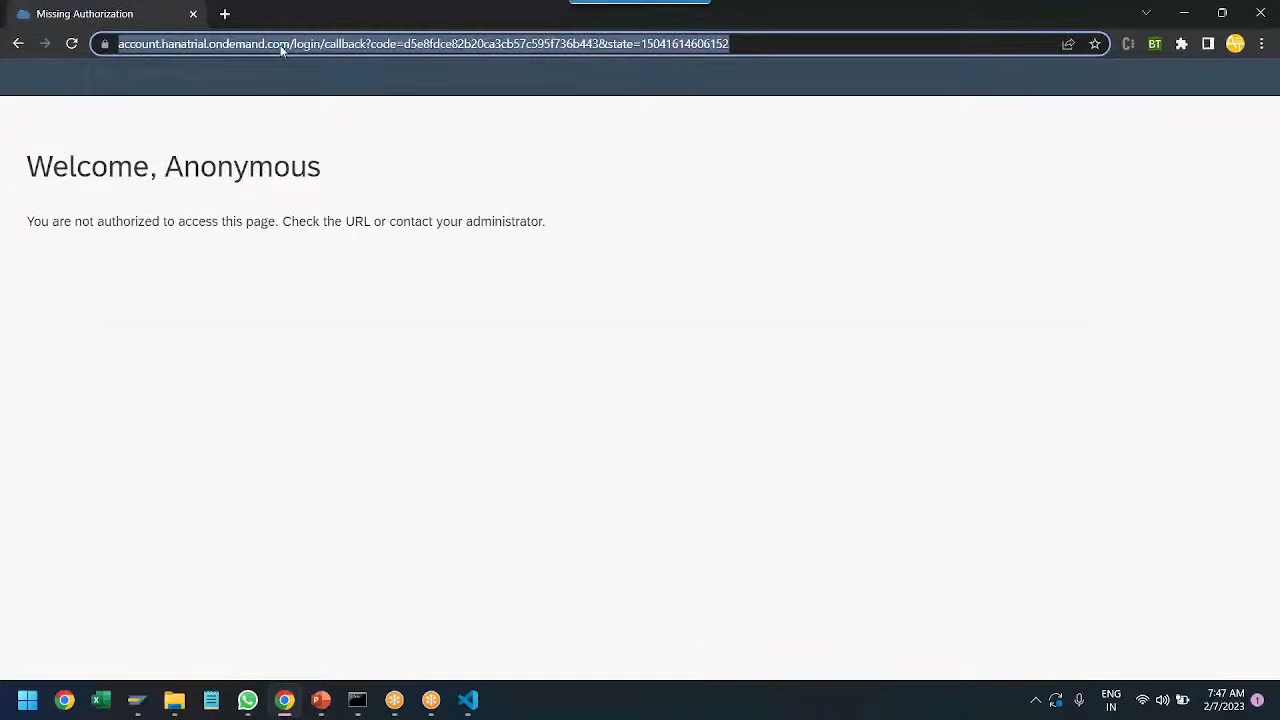 Missing Authorization
account.hanatrial.ondemand.com/login/callback?code=d5e8fdce82b20ca3cb57c595f736b443&state=15041614606152
BT
Welcome, Anonymous
You are not authorized to access this page. Check the URL or contact your administrator.
ENG
IN
7:47 AM
2/7/2023
1